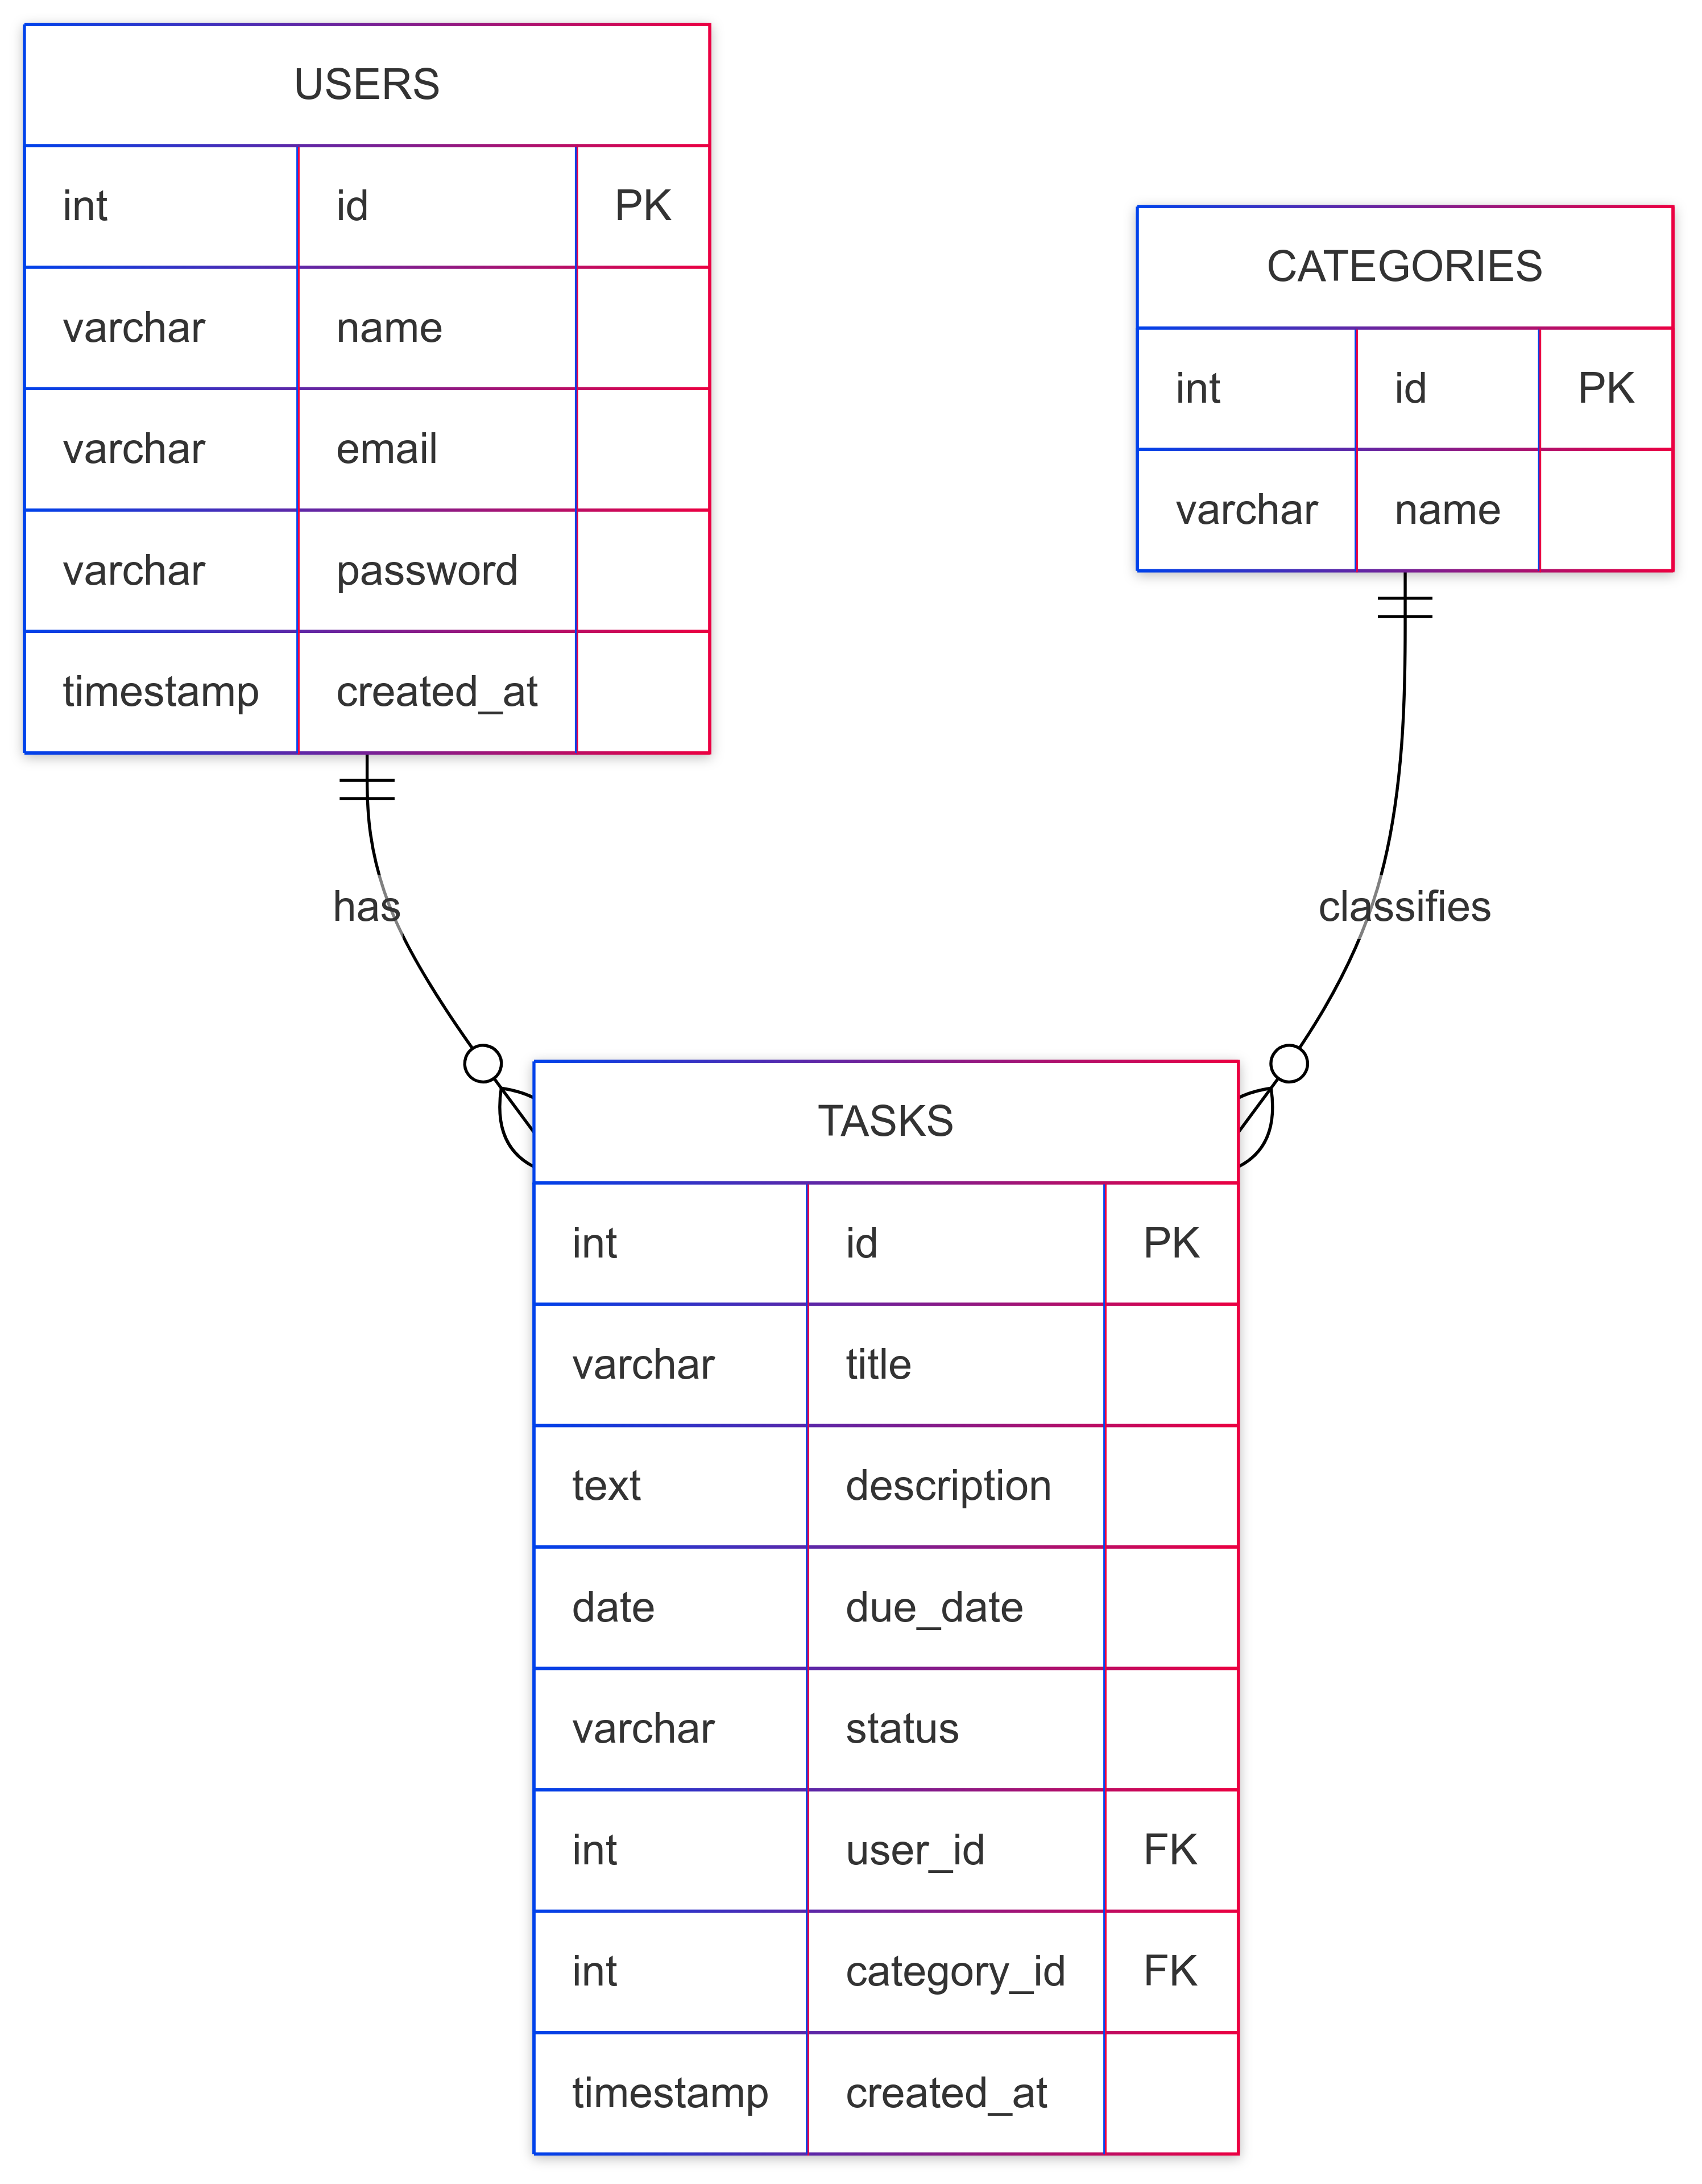 USERS
int id PK
varchar name
varchar email
varchar password
timestamp created_at
CATEGORIES
int id PK
varchar name
has
classifies
TASKS
int id PK
varchar title
text description
date due_date
varchar status
int user_id FK
int category_id FK
timestamp created_at